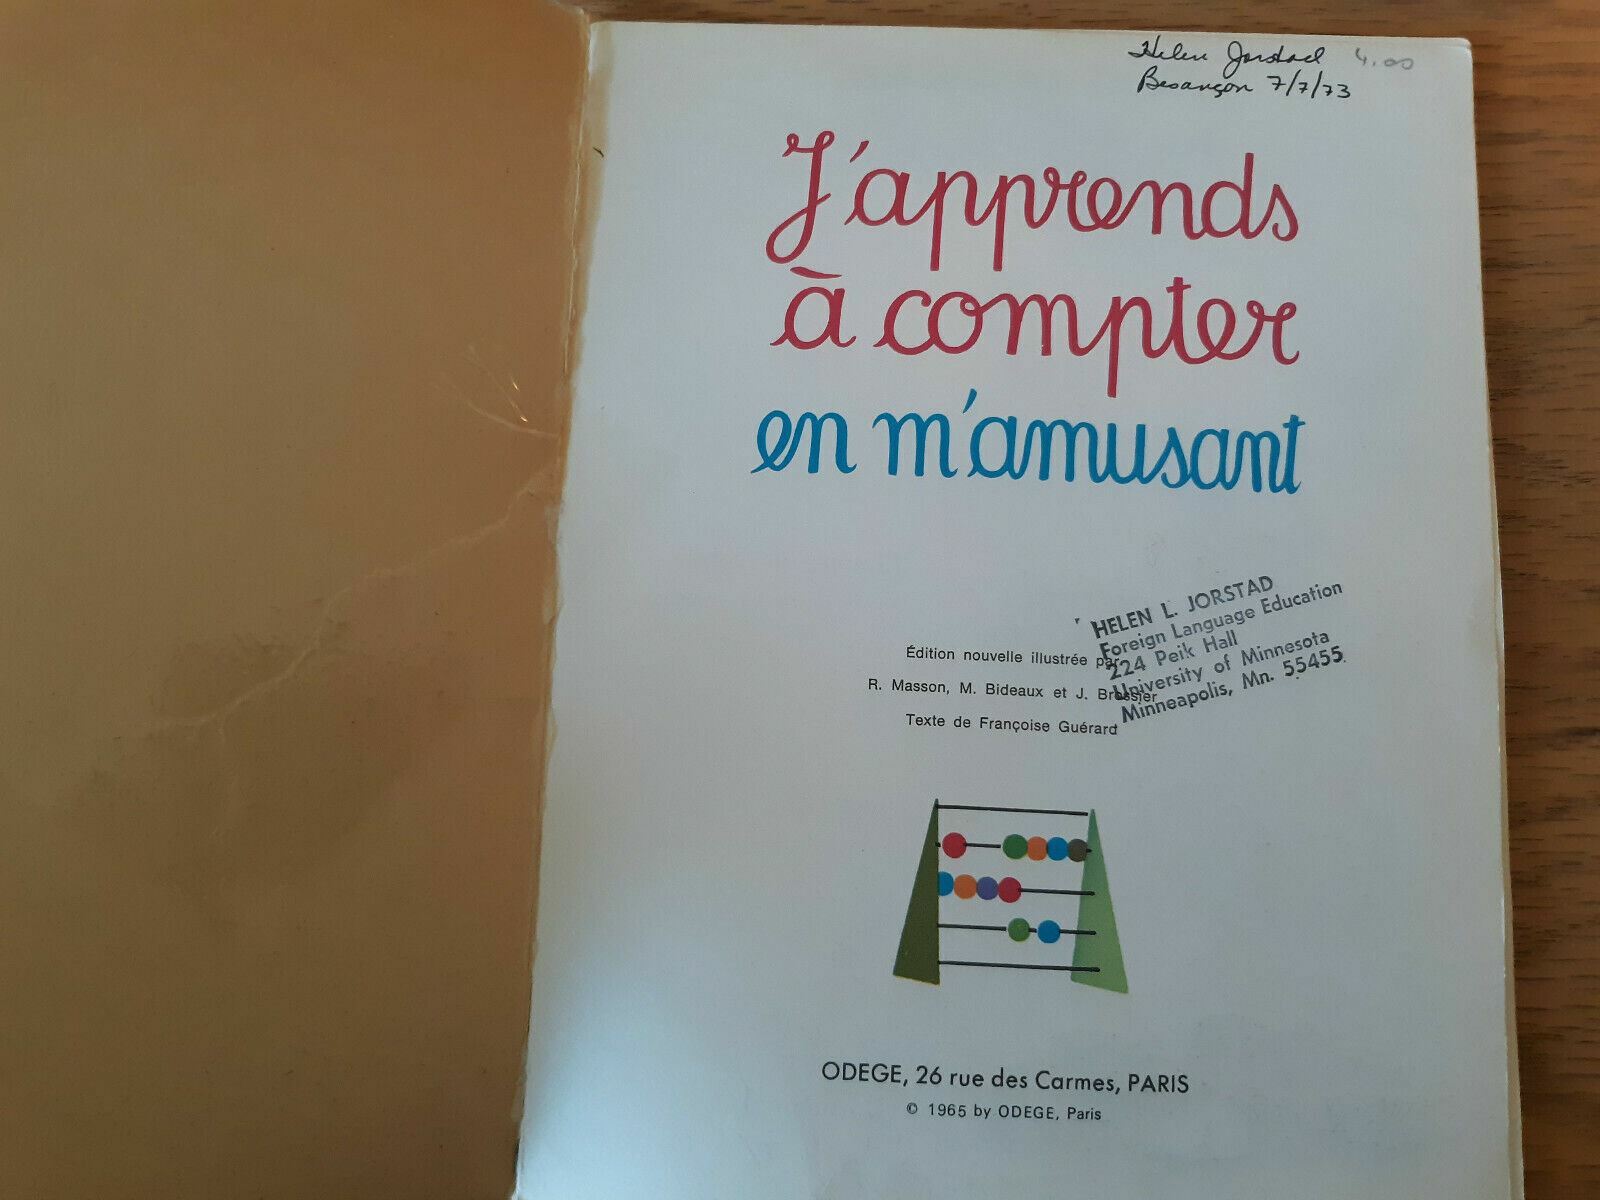 Helen Jorstad 4.00
Besançon 7/7/73
J'apprends
à compter
en m'amusant
HELEN L. JORSTAD
Foreign Language Education
224 Peik Hall
University of Minnesota
Minneapolis, Mn. 55455
Édition nouvelle illustrée par
R. Masson, M. Bideaux et J. Brossier
Texte de Françoise Guérard
ODEGE, 26 rue des Carmes, PARIS
© 1965 by ODEGE, Paris